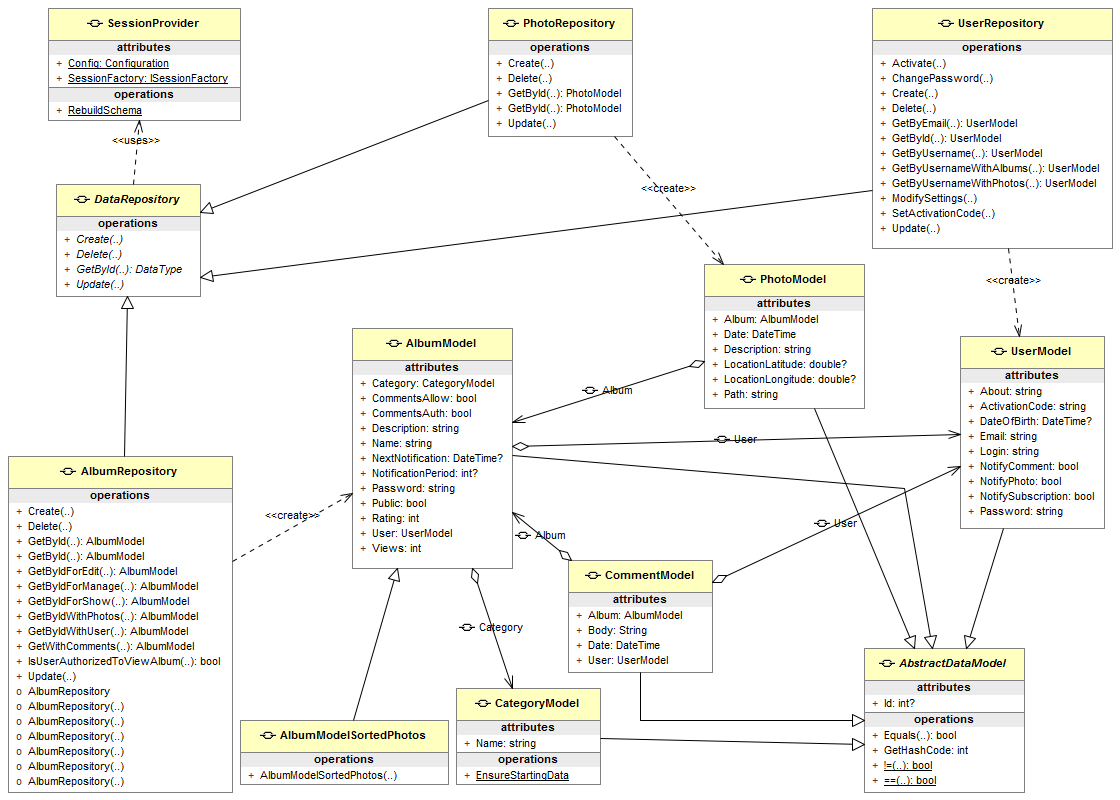 SessionProvider
attributes
+ Config: Configuration
+ SessionFactory: ISessionFactory
operations
+ RebuildSchema
<<uses>>
PhotoRepository
operations
+ Create(..)
+ Delete(..)
+ GetById(..): PhotoModel
+ GetById(..): PhotoModel
+ Update(..)
<<create>>
UserRepository
operations
+ Activate(..)
+ ChangePassword(..)
+ Create(..)
+ Delete(..)
+ GetByEmail(..): UserModel
+ GetById(..): UserModel
+ GetByUsername(..): UserModel
+ GetByUsernameWithAlbums(..): UserModel
+ GetByUsernameWithPhotos(..): UserModel
+ ModifySettings(..)
+ SetActivationCode(..)
+ Update(..)
<<create>>
DataRepository
operations
+ Create(..)
+ Delete(..)
+ GetById(..): DataType
+ Update(..)
PhotoModel
attributes
+ Album: AlbumModel
+ Date: DateTime
+ Description: string
+ LocationLatitude: double?
+ LocationLongitude: double?
+ Path: string
AlbumModel
attributes
+ Category: CategoryModel
+ CommentsAllow: bool
+ CommentsAuth: bool
+ Description: string
+ Name: string
+ NextNotification: DateTime?
+ NotificationPeriod: int?
+ Password: string
+ Public: bool
+ Rating: int
+ User: UserModel
+ Views: int
Album
User
UserModel
attributes
+ About: string
+ ActivationCode: string
+ DateOfBirth: DateTime?
+ Email: string
+ Login: string
+ NotifyComment: bool
+ NotifyPhoto: bool
+ NotifySubscription: bool
+ Password: string
User
Album
AlbumRepository
operations
+ Create(..)
+ Delete(..)
+ GetById(..): AlbumModel
+ GetById(..): AlbumModel
+ GetByIdForEdit(..): AlbumModel
+ GetByIdForManage(..): AlbumModel
+ GetByIdForShow(..): AlbumModel
+ GetByIdWithPhotos(..): AlbumModel
+ GetByIdWithUser(..): AlbumModel
+ GetWithComments(..): AlbumModel
+ IsUserAuthorizedToViewAlbum(..): bool
+ Update(..)
o AlbumRepository
o AlbumRepository(..)
o AlbumRepository(..)
o AlbumRepository(..)
o AlbumRepository(..)
o AlbumRepository(..)
o AlbumRepository(..)
<<create>>
CommentModel
attributes
+ Album: AlbumModel
+ Body: String
+ Date: DateTime
+ User: UserModel
Category
AlbumModelSortedPhotos
operations
+ AlbumModelSortedPhotos(..)
CategoryModel
attributes
+ Name: string
operations
+ EnsureStartingData
AbstractDataModel
attributes
+ Id: int?
operations
+ Equals(..): bool
+ GetHashCode: int
+ !=(..): bool
+ ==(..): bool